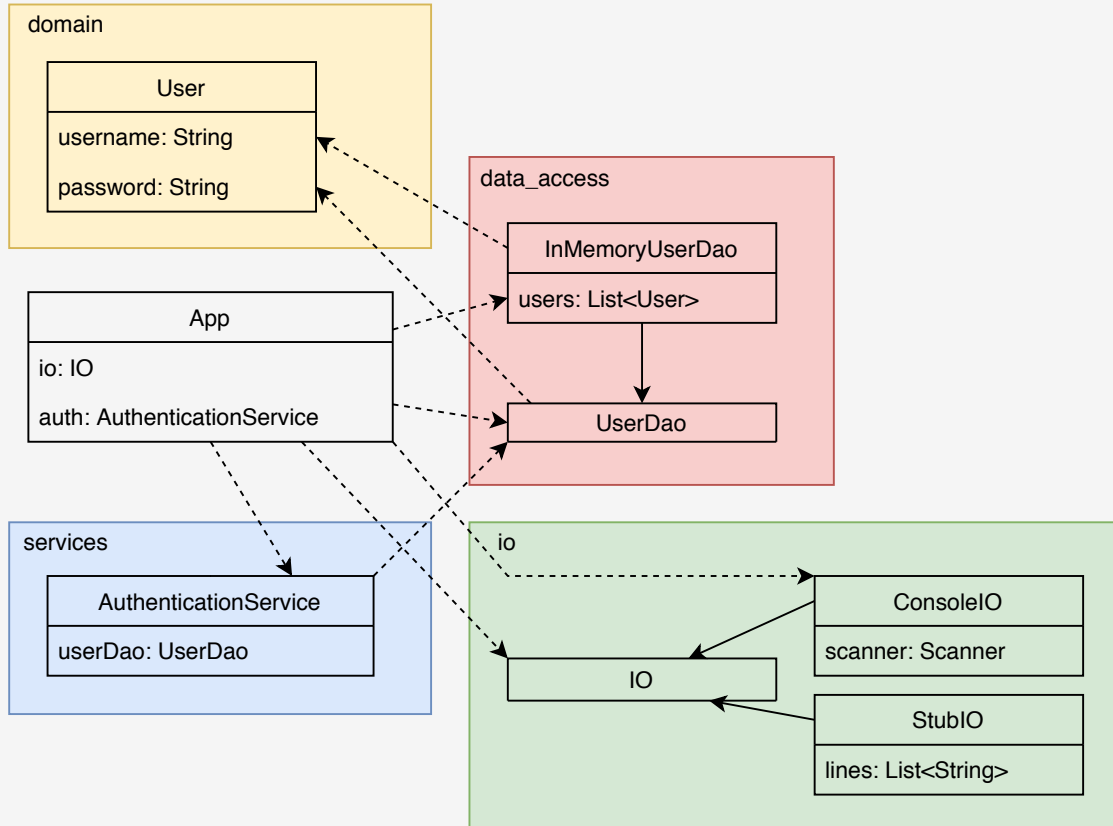 domain
User
username: String
password: String
data_access
InMemoryUserDao
users: List<User>
UserDao
App
io: IO
auth: AuthenticationService
services
AuthenticationService
userDao: UserDao
io
ConsoleIO
scanner: Scanner
IO
StubIO
lines: List<String>